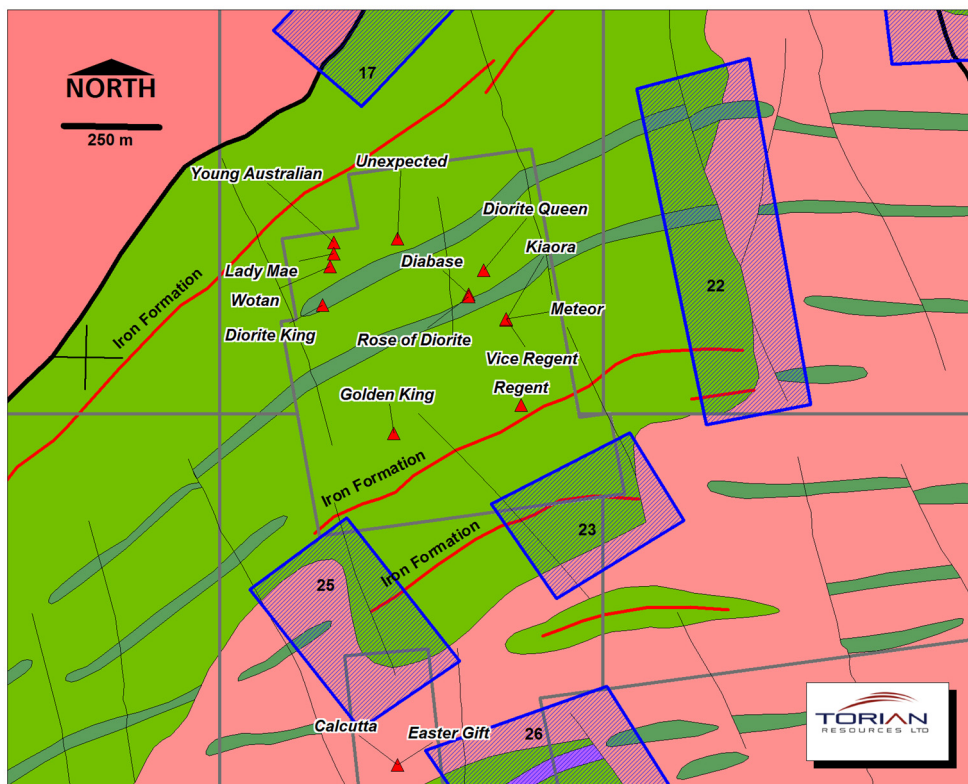 17
NORTH
250 m
Unexpected
Young Australian
Diorite Queen
Kiaora
Diabase
Lady Mae
Wotan
22
Iron Formation
Meteor
Diorite King
Rose of Diorite
Vice Regent
Regent
Golden King
Iron Formation
23
Iron Formation
25
TORIAN
RESOURCES LTD
Calcutta
Easter Gift
26